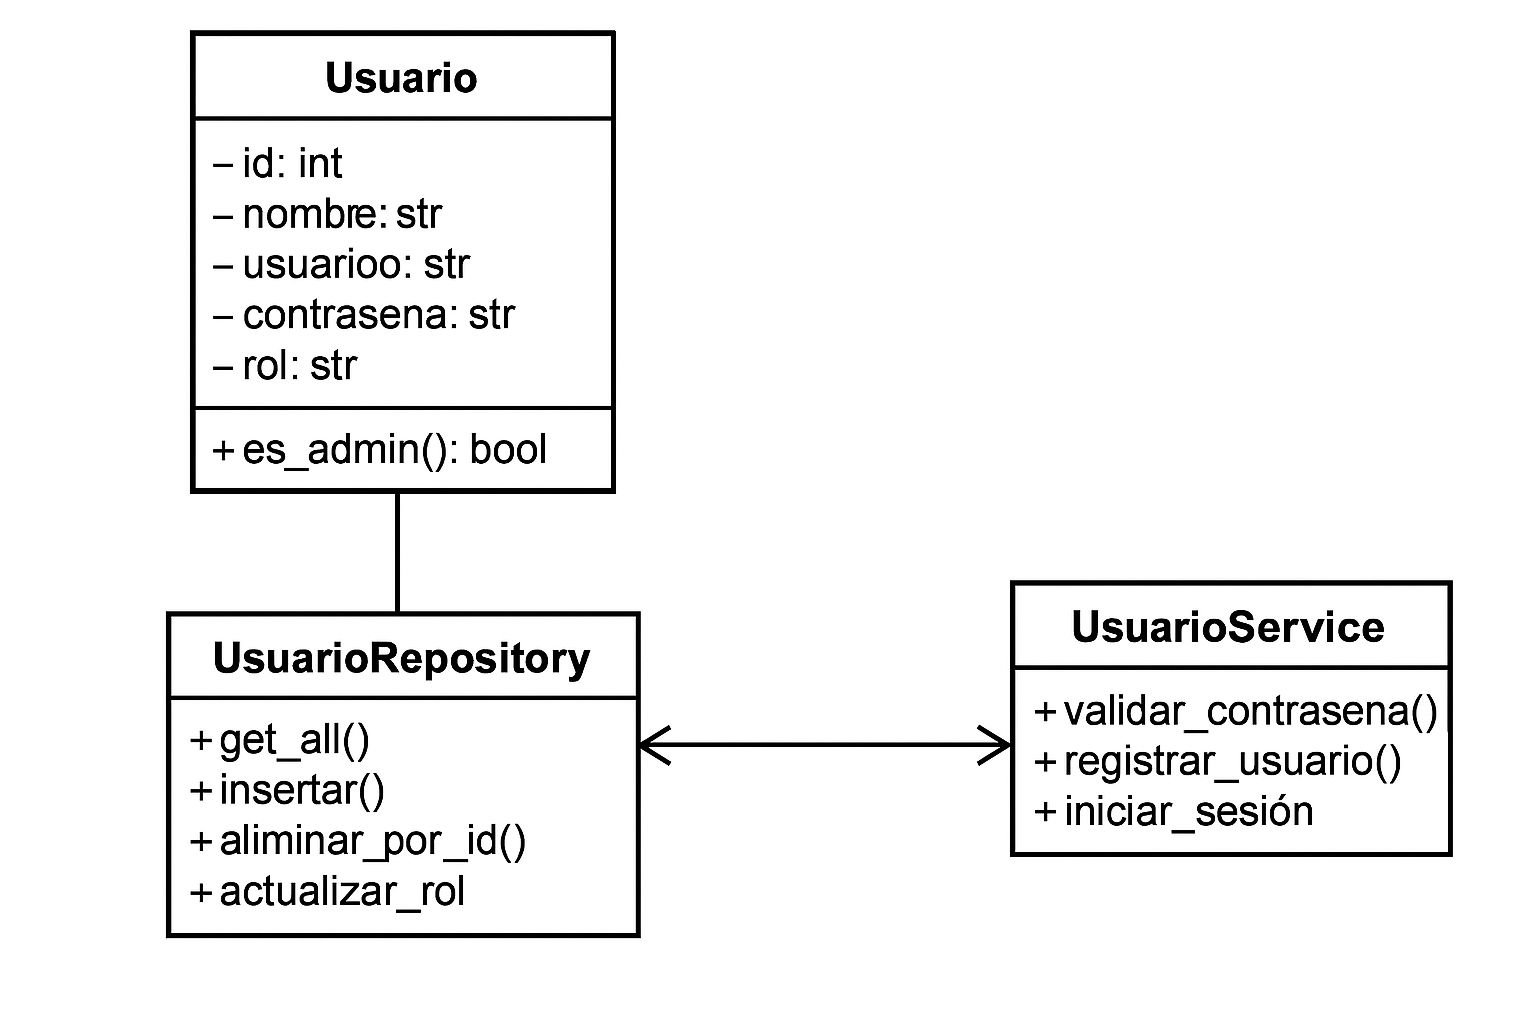 Usuario
– id: int
– nombre: str
– usuarioo: str
– contrasena: str
– rol: str
+ es_admin(): bool
UsuarioRepository
+ get_all()
+ insertar()
+ aliminar_por_id()
+ actualizar_rol
UsuarioService
+ validar_contrasena()
+ registrar_usuario()
+ iniciar_sesión